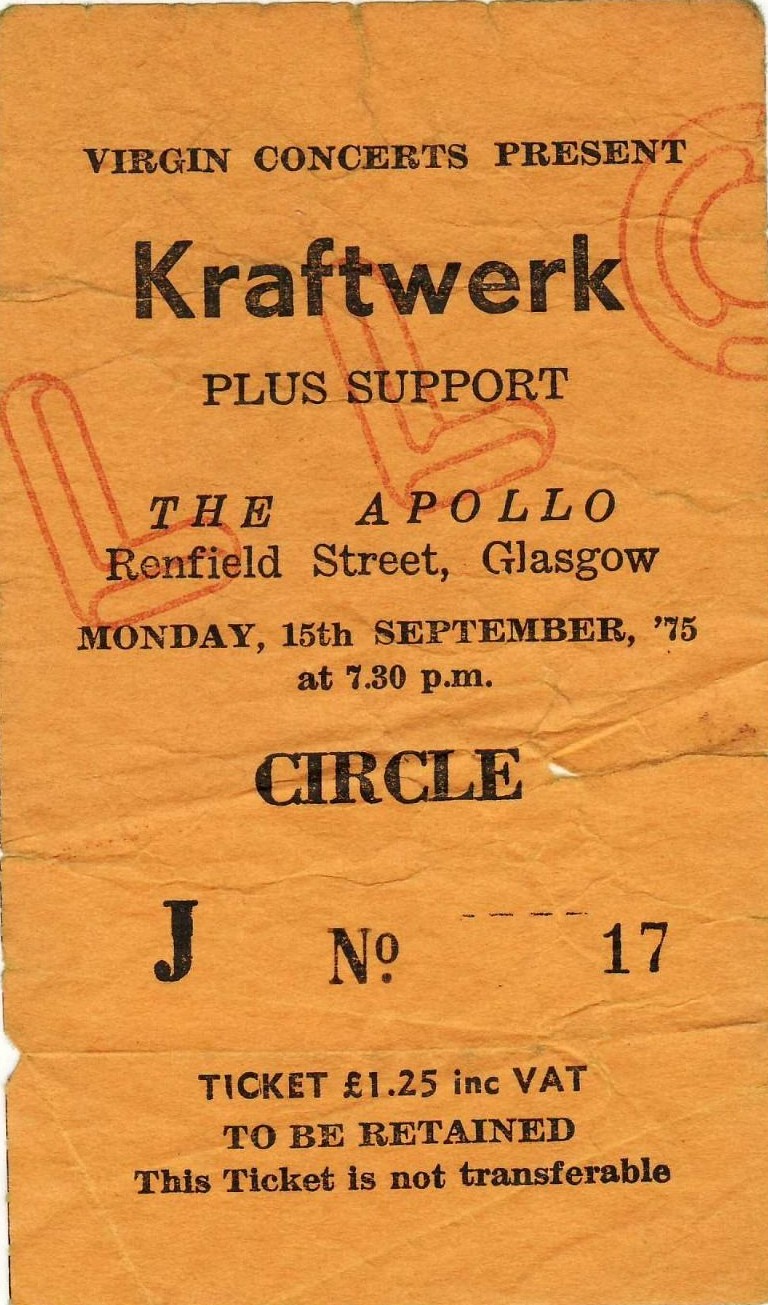 VIRGIN CONCERTS PRESENT
Kraftwerk
PLUS SUPPORT
THE APOLLO
Renfield Street, Glasgow
MONDAY, 15th SEPTEMBER, '75
at 7.30 p.m.
CIRCLE
J Nº 17
TICKET £1.25 inc VAT
TO BE RETAINED
This Ticket is not transferable